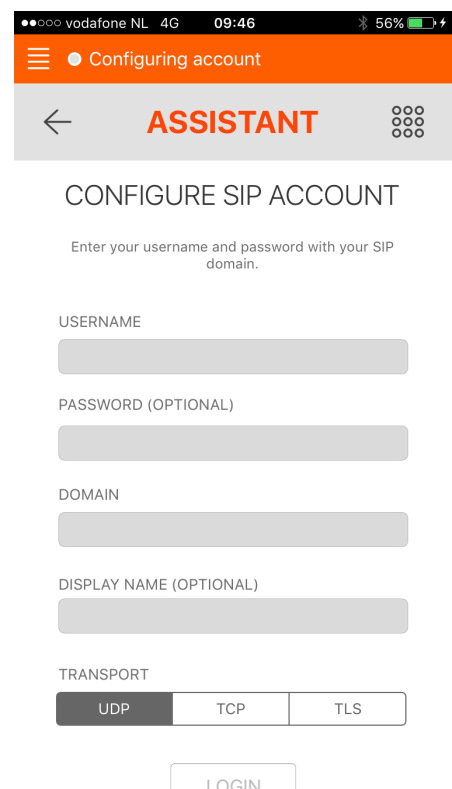 vodafone NL 4G 09:46 56%
Configuring account
ASSISTANT
CONFIGURE SIP ACCOUNT
Enter your username and password with your SIP
domain.
USERNAME
PASSWORD (OPTIONAL)
DOMAIN
DISPLAY NAME (OPTIONAL)
TRANSPORT
UDP TCP TLS
LOGIN